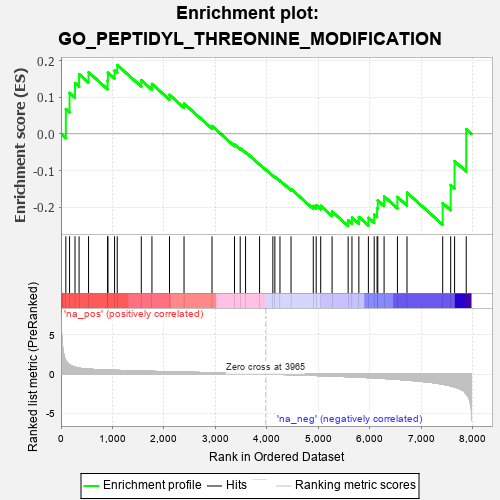 Enrichment plot:
GO_PEPTIDYL_THREONINE_MODIFICATION
Enrichment score (ES)
0.2
0.1
0.0
-0.1
-0.2
'na_pos' (positively correlated)
Ranked list metric (PreRanked)
5
0
-5
Zero cross at 3965
'na_neg' (negatively correlated)
0 1,000 2,000 3,000 4,000 5,000 6,000 7,000 8,000
Rank in Ordered Dataset
Enrichment profile Hits Ranking metric scores